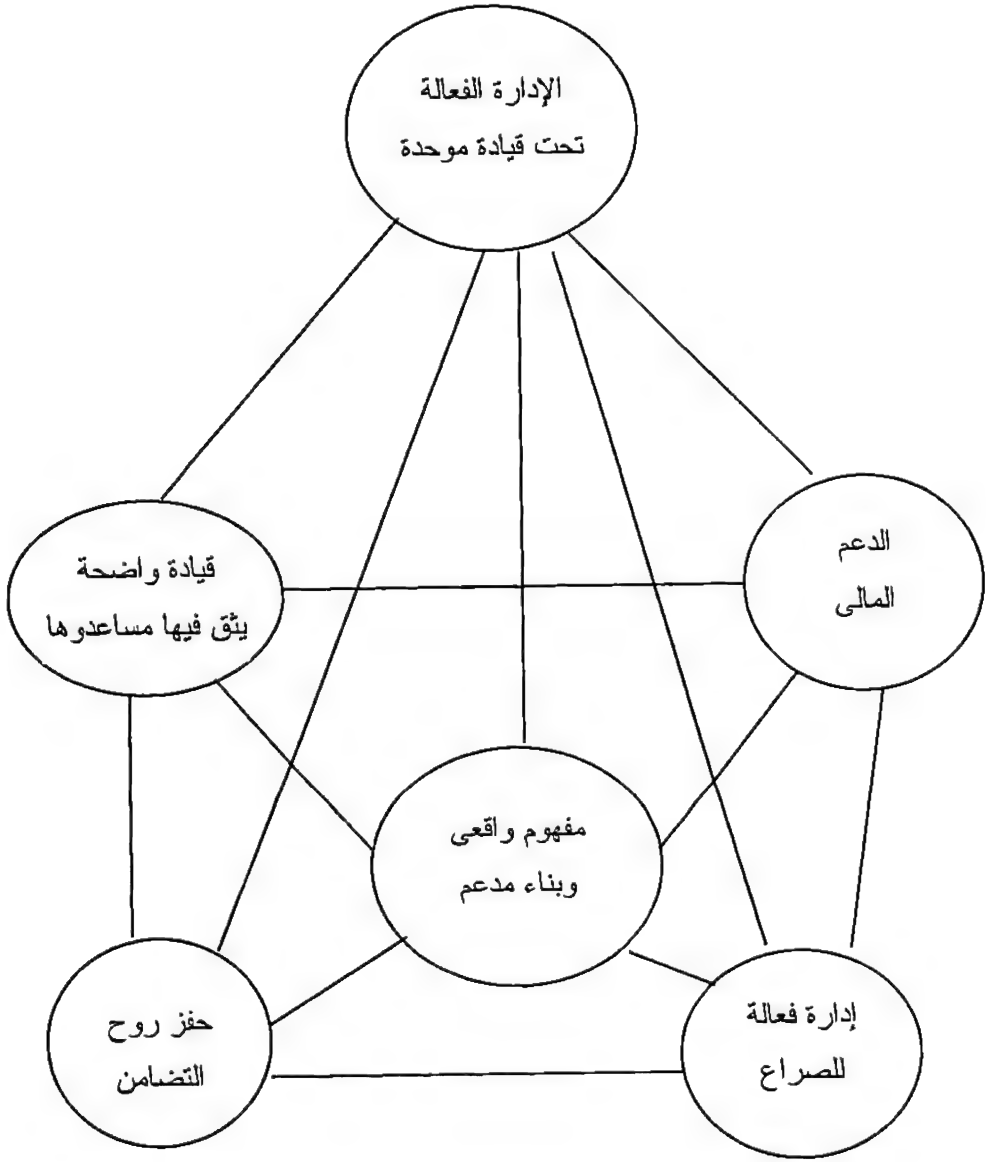 الإدارة الفعالة
تحت قيادة موحدة
الدعم
المالى
قيادة واضحة
يثق فيها مساعدوها
مفهوم واقعى
وبناء مدعم
إدارة فعالة
للصراع
حفز روح
التضامن